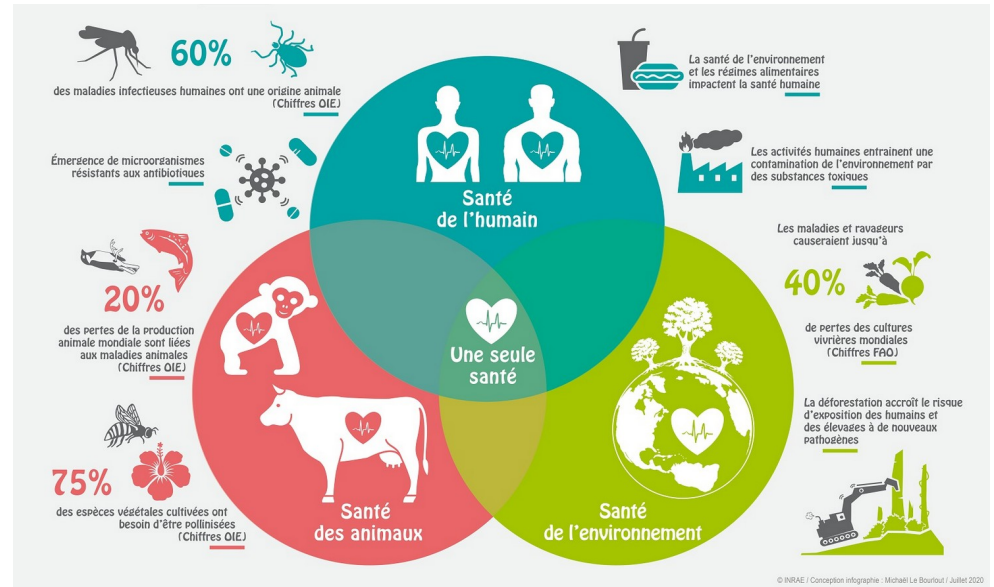 60%
des maladies infectieuses humaines ont une origine animale
(Chiffres OIE)
Émergence de microorganismes
résistants aux antibiotiques
20%
des pertes de la production
animale mondiale sont liées
aux maladies animales
(Chiffres OIE)
75%
des espèces végétales cultivées ont
besoin d'être pollinisées
(Chiffres OIE)
Santé
de l'humain
Une seule
santé
Santé
des animaux
Santé
de l'environnement
La santé de l'environnement
et les régimes alimentaires
impactent la santé humaine
Les activités humaines entrainent une
contamination de l'environnement par
des substances toxiques
Les maladies et ravageurs
causeraient jusqu'à
40%
de pertes des cultures
vivrières mondiales
(Chiffres FAO)
La déforestation accroît le risque
d'exposition des humains et
des élevages à de nouveaux
pathogènes
© INRAE / Conception infographie : Michaël Le Bourlout / Juillet 2020